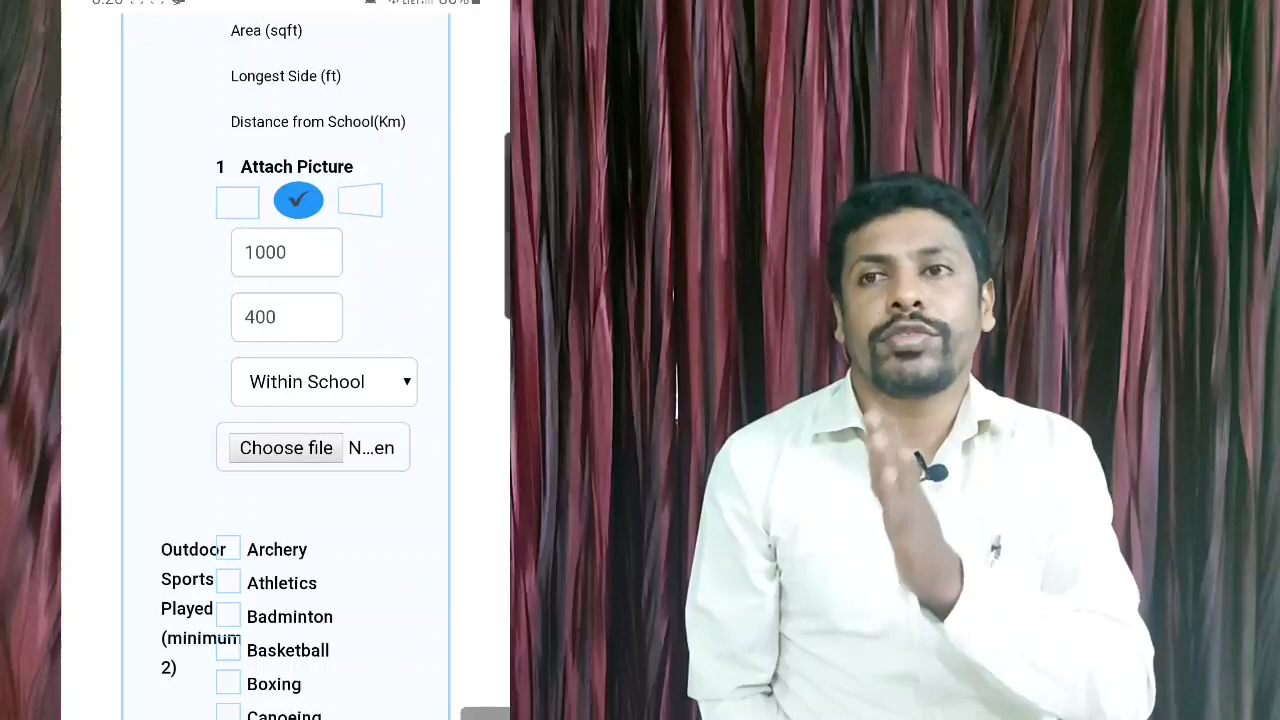 Area (sqft)
Longest Side (ft)
Distance from School(Km)
1 Attach Picture
1000
400
Within School
Choose file N...en
Outdoor
Sports
Played
(minimum
2)
Archery
Athletics
Badminton
Basketball
Boxing
Canoeing